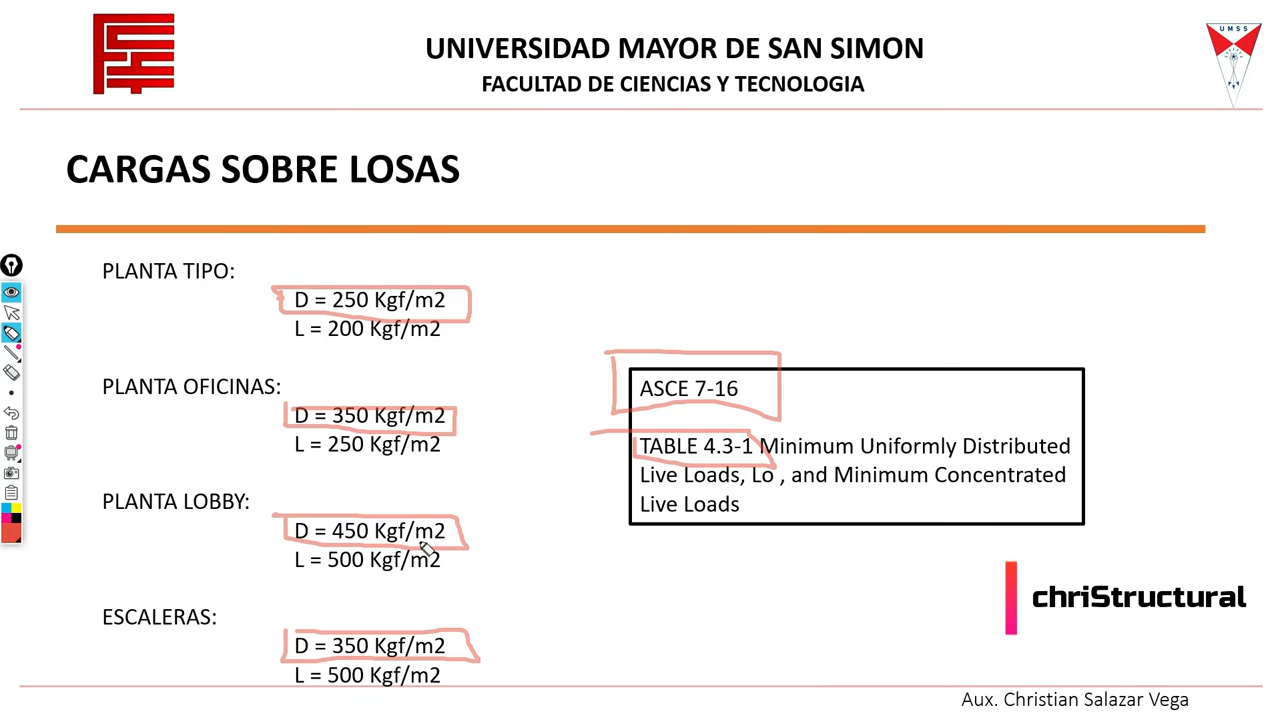 UNIVERSIDAD MAYOR DE SAN SIMON
FACULTAD DE CIENCIAS Y TECNOLOGIA
UMSS
CARGAS SOBRE LOSAS
PLANTA TIPO:
D = 250 Kgf/m2
L = 200 Kgf/m2
PLANTA OFICINAS:
D = 350 Kgf/m2
L = 250 Kgf/m2
PLANTA LOBBY:
D = 450 Kgf/m2
L = 500 Kgf/m2
ESCALERAS:
D = 350 Kgf/m2
L = 500 Kgf/m2
ASCE 7-16
TABLE 4.3-1 Minimum Uniformly Distributed
Live Loads, Lo , and Minimum Concentrated
Live Loads
chriStructural
Aux. Christian Salazar Vega